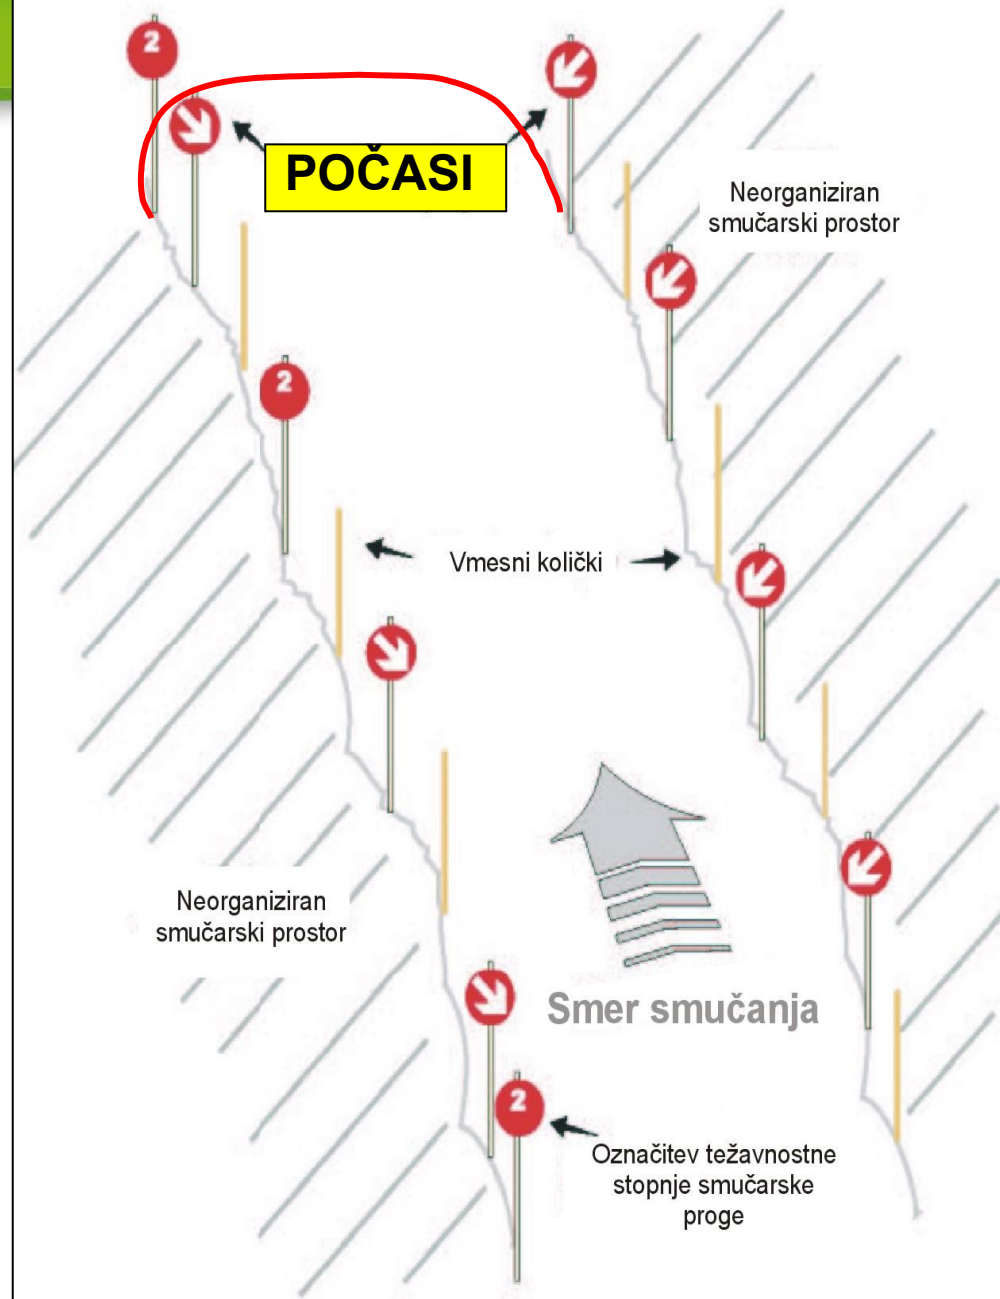 2
POČASI
Neorganiziran
smučarski prostor
2
Vmesni količki
Neorganiziran
smučarski prostor
Smer smučanja
2
Označitev težavnostne
stopnje smučarske
proge